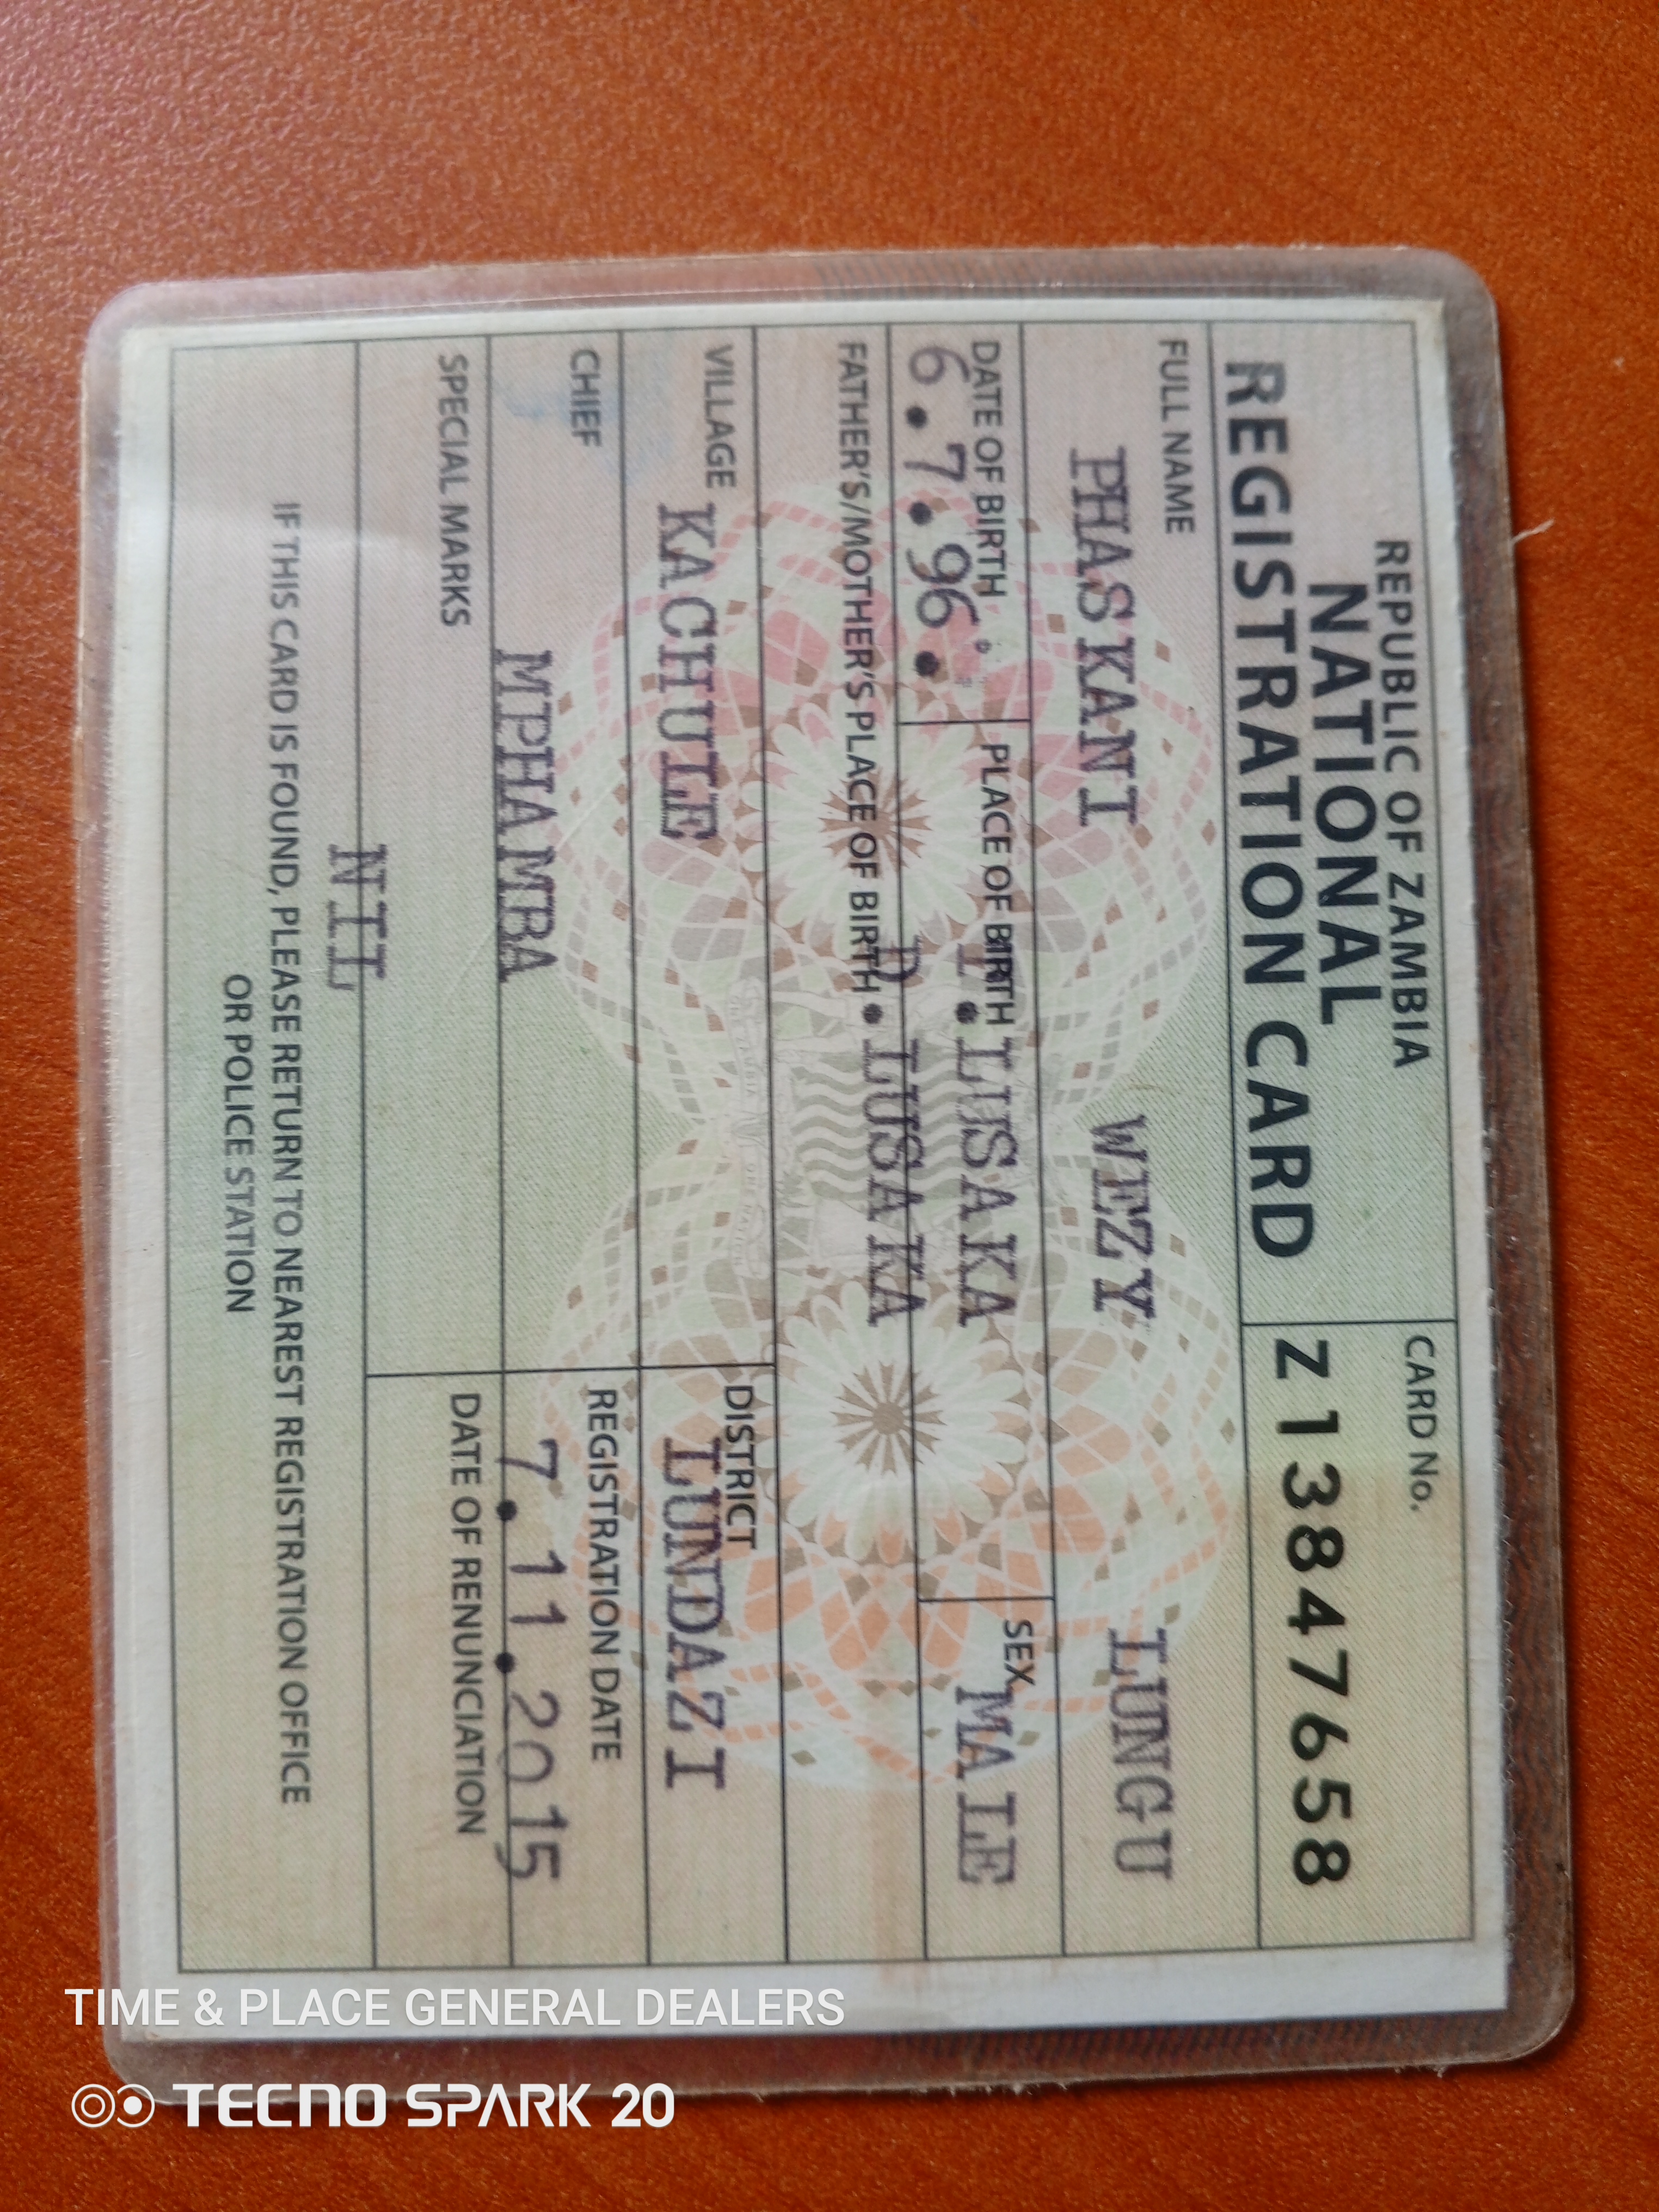 REPUBLIC OF ZAMBIA
NATIONAL
REGISTRATION CARD
CARD No.
Z 13847658
FULL NAME
PHASKANI WEZY LUNGU
DATE OF BIRTH
6.7.96.
PLACE OF BIRTH
.LUSAKA
SEX
MALE
FATHER'S/MOTHER'S PLACE OF BIRTH
D.LUSAKA
VILLAGE
KACHULE
DISTRICT
LUNDAZI
CHIEF
MPHAMBA
REGISTRATION DATE
7.11.2015
SPECIAL MARKS
NIL
DATE OF RENUNCIATION
IF THIS CARD IS FOUND, PLEASE RETURN TO NEAREST REGISTRATION OFFICE
OR POLICE STATION
TIME & PLACE GENERAL DEALERS
TECNO SPARK 20